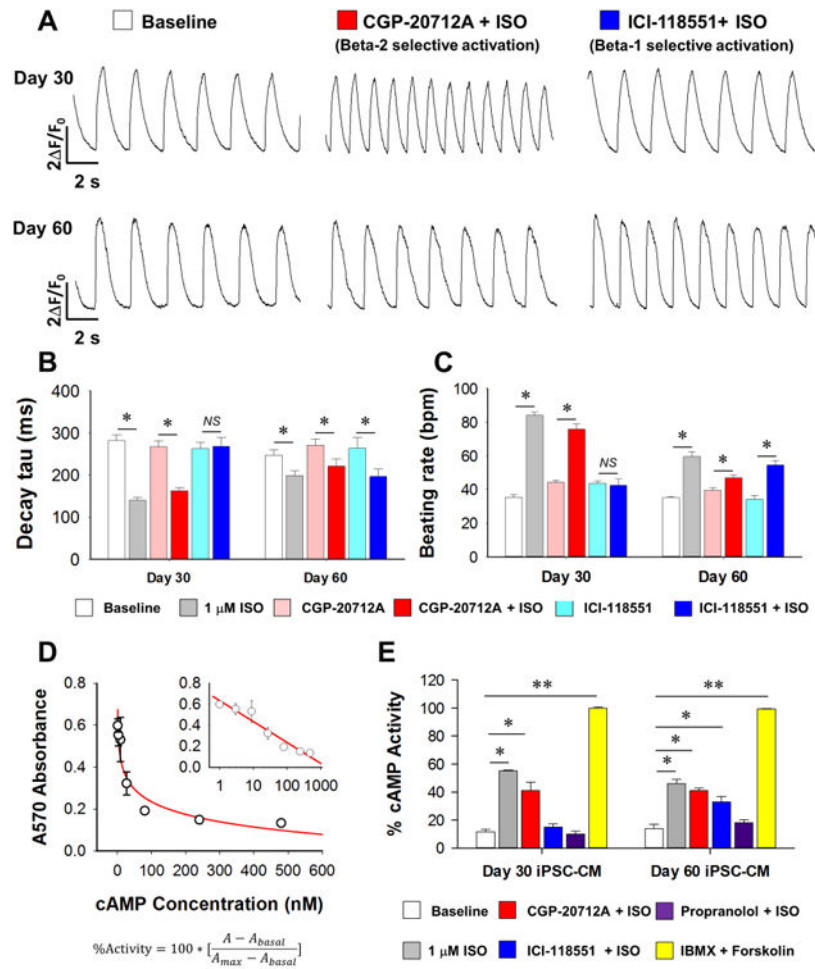 A
Baseline
CGP-20712A + ISO
(Beta-2 selective activation)
ICI-118551+ ISO
(Beta-1 selective activation)
Day 30
2ΔF/F0
2 s
Day 60
2ΔF/F0
2 s
B
Decay tau (ms)
400
300
200
100
0
* * NS * * *
Day 30 Day 60
C
Beating rate (bpm)
100
80
60
40
20
0
* * NS * * *
Day 30 Day 60
Baseline 1 μM ISO CGP-20712A CGP-20712A + ISO ICI-118551 ICI-118551 + ISO
D
A570 Absorbance
0.8
0.6
0.4
0.2
0.0
0 100 200 300 400 500 600
cAMP Concentration (nM)
0.8
0.6
0.4
0.2
0.0
1 10 100 1000
%Activity = 100 * [A − Abasal / Amax − Abasal]
E
% cAMP Activity
120
100
80
60
40
20
0
** * *
** * * *
Day 30 iPSC-CM Day 60 iPSC-CM
Baseline CGP-20712A + ISO Propranolol + ISO
1 μM ISO ICI-118551 + ISO IBMX + Forskolin